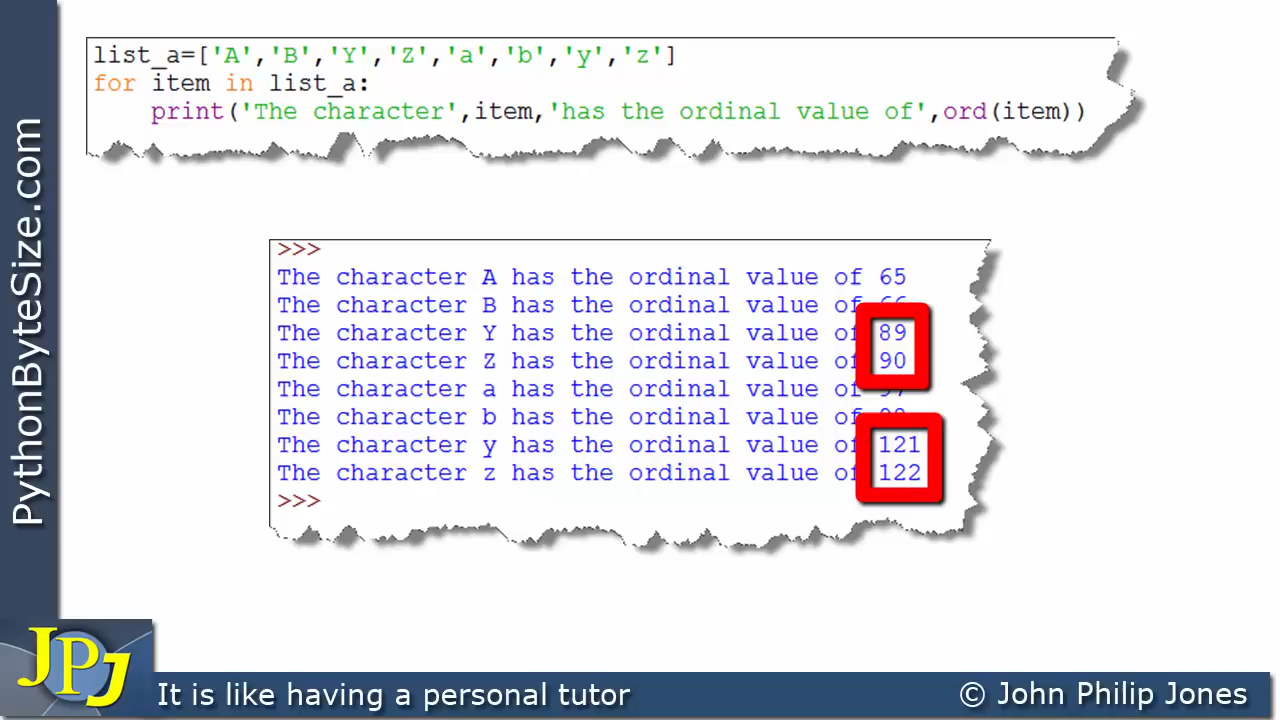 list_a=['A','B','Y','Z','a','b','y','z']
for item in list_a:
    print('The character',item,'has the ordinal value of',ord(item))
>>>
The character A has the ordinal value of 65
The character B has the ordinal value of 66
The character Y has the ordinal value of 89
The character Z has the ordinal value of 90
The character a has the ordinal value of 97
The character b has the ordinal value of 98
The character y has the ordinal value of 121
The character z has the ordinal value of 122
>>>
PythonByteSize.com
JPJ
It is like having a personal tutor
© John Philip Jones